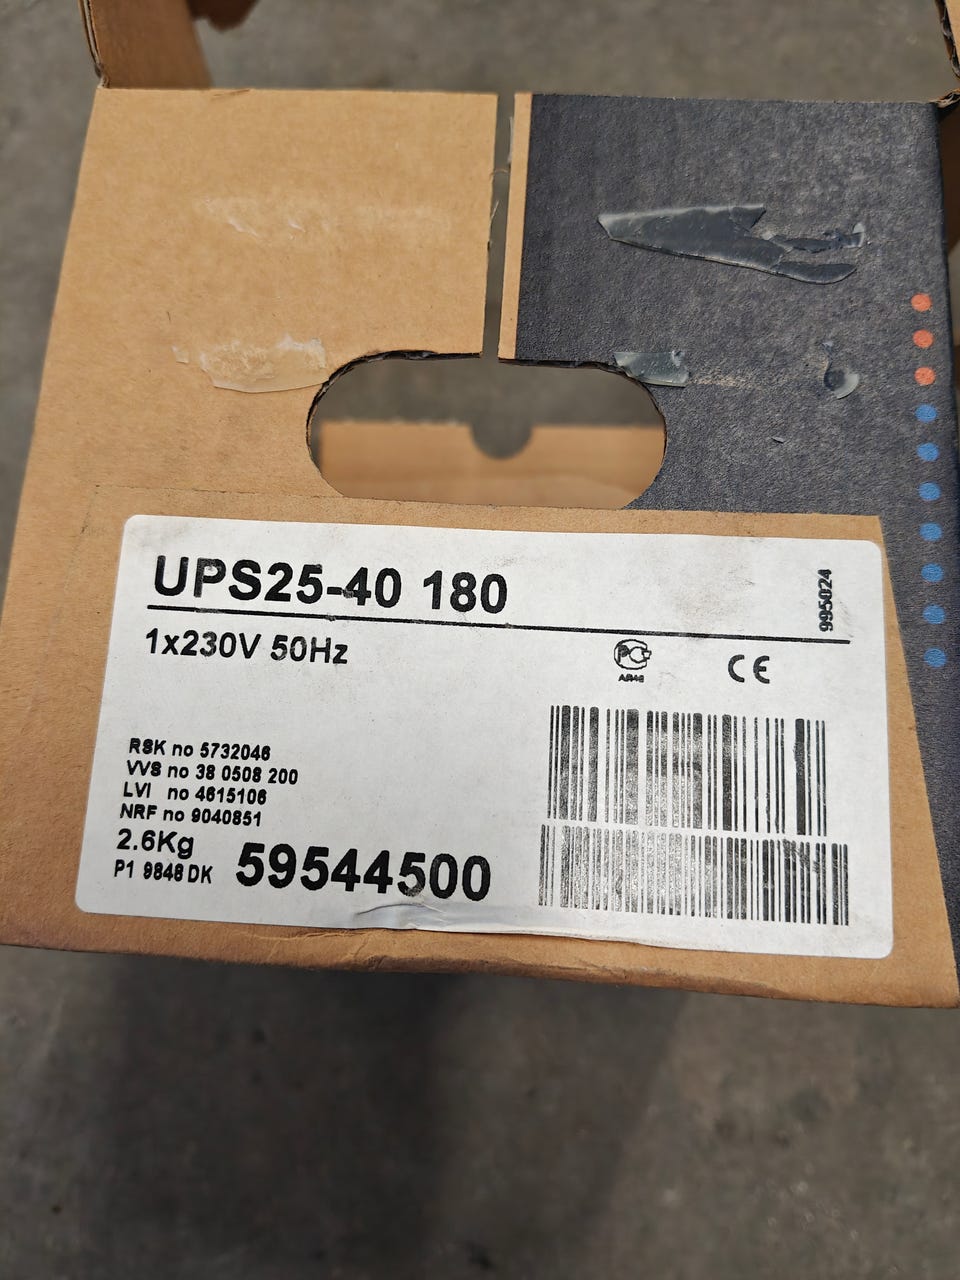 UPS25-40 180
995024
1x230V 50Hz
PC
CE
RSK no 5732046
VVS no 38 0508 200
LVI no 4615106
NRF no 9040851
2.6Kg
P1 9848 DK
59544500